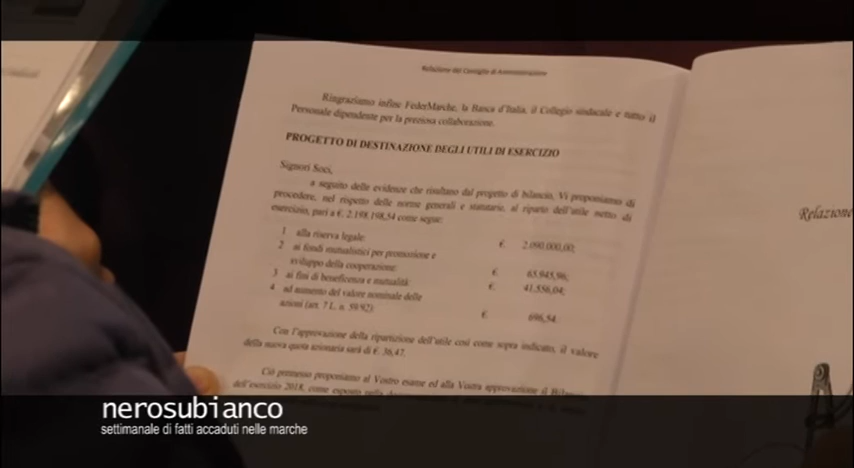 Relazione del Consiglio di Amministrazione
Ringraziamo infine FederMarche, la Banca d'Italia, il Collegio sindacale e tutto il
Personale dipendente per la preziosa collaborazione.
PROGETTO DI DESTINAZIONE DEGLI UTILI DI ESERCIZIO
Signori Soci,
a seguito delle evidenze che risultano dal progetto di bilancio, Vi proponiamo di
procedere, nel rispetto delle norme generali e statutarie, al riparto dell'utile netto di
esercizio, pari a €. 2.198.198,54 come segue:
1 alla riserva legale: €. 2.090.000,00;
2 ai fondi mutualistici per promozione e
sviluppo della cooperazione: €. 65.945,96;
3 ai fini di beneficenza e mutualità: €. 41.556,04;
4 ad aumento del valore nominale delle
azioni (art. 7 L. n. 59/92) €. 696,54.
Con l'approvazione della ripartizione dell'utile così come sopra indicato, il valore
della nuova quota azionaria sarà di €. 36,47.
Ciò premesso proponiamo al Vostro esame ed alla Vostra approvazione il
dell'esercizio 2018, come esposto
Relazione
nerosubianco
settimanale di fatti accaduti nelle marche